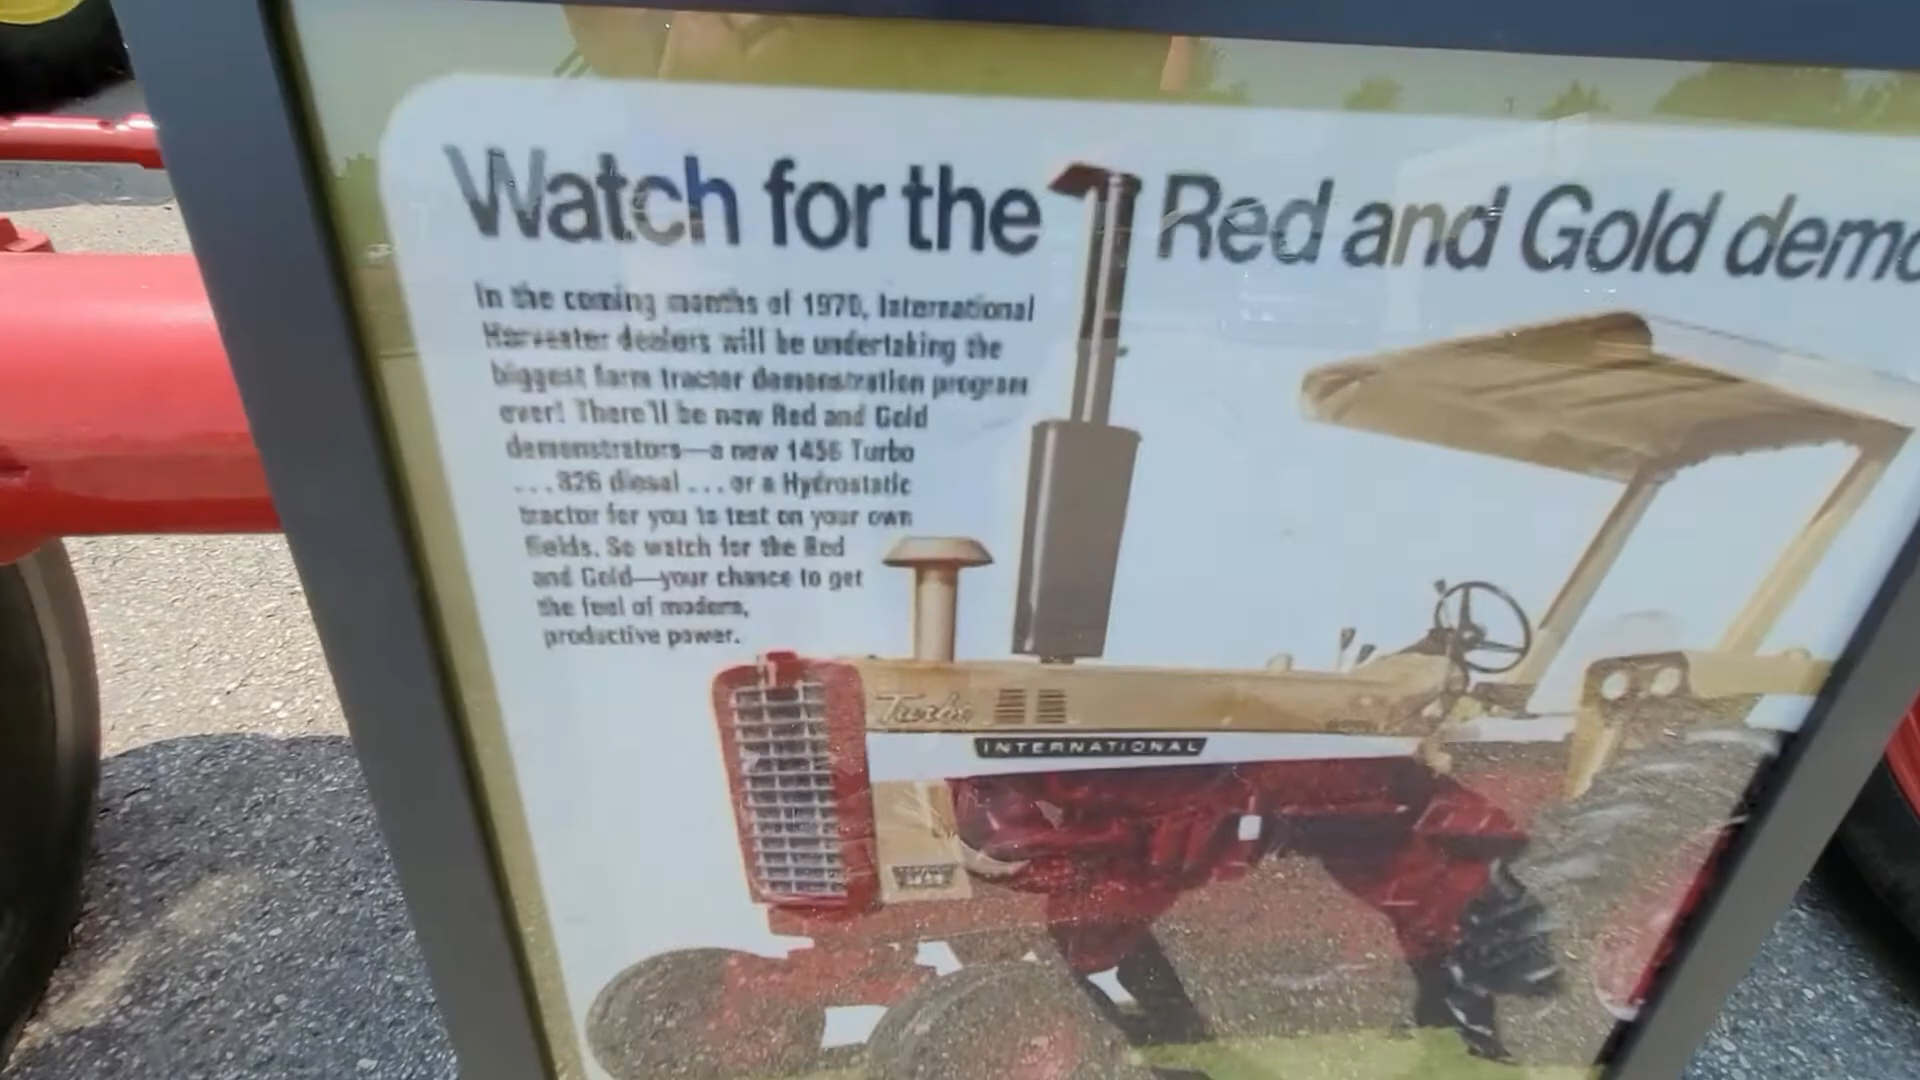 Watch for the Red and Gold demo
In the coming months of 1970, International
Harvester dealers will be undertaking the
biggest farm tractor demonstration program
ever! There'll be new Red and Gold
demonstrators—a new 1456 Turbo
...826 diesel ... or a Hydrostatic
tractor for you to test on your own
fields. So watch for the Red
and Gold—your chance to get
the feel of modern,
productive power.
Turbo
INTERNATIONAL